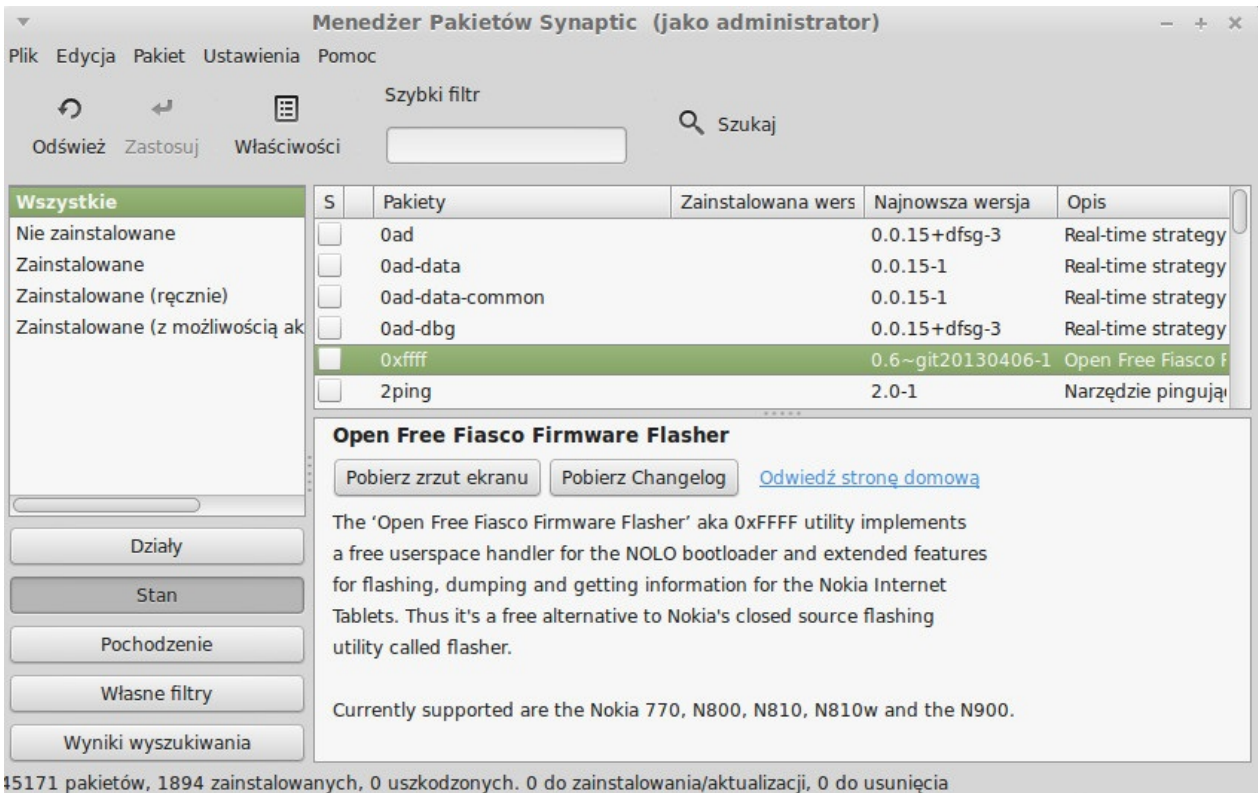 Menedżer Pakietów Synaptic (jako administrator)
Plik Edycja Pakiet Ustawienia Pomoc
Szybki filtr
Odśwież Zastosuj Właściwości Szukaj
Wszystkie
Nie zainstalowane
Zainstalowane
Zainstalowane (ręcznie)
Zainstalowane (z możliwością ak
S Pakiety Zainstalowana wers Najnowsza wersja Opis
0ad 0.0.15+dfsg-3 Real-time strategy
0ad-data 0.0.15-1 Real-time strategy
0ad-data-common 0.0.15-1 Real-time strategy
0ad-dbg 0.0.15+dfsg-3 Real-time strategy
0xffff 0.6~git20130406-1 Open Free Fiasco F
2ping 2.0-1 Narzędzie pingując
Działy
Stan
Pochodzenie
Własne filtry
Wyniki wyszukiwania
Open Free Fiasco Firmware Flasher
Pobierz zrzut ekranu Pobierz Changelog Odwiedź stronę domową
The ‘Open Free Fiasco Firmware Flasher’ aka 0xFFFF utility implements
a free userspace handler for the NOLO bootloader and extended features
for flashing, dumping and getting information for the Nokia Internet
Tablets. Thus it's a free alternative to Nokia's closed source flashing
utility called flasher.
Currently supported are the Nokia 770, N800, N810, N810w and the N900.
45171 pakietów, 1894 zainstalowanych, 0 uszkodzonych. 0 do zainstalowania/aktualizacji, 0 do usunięcia